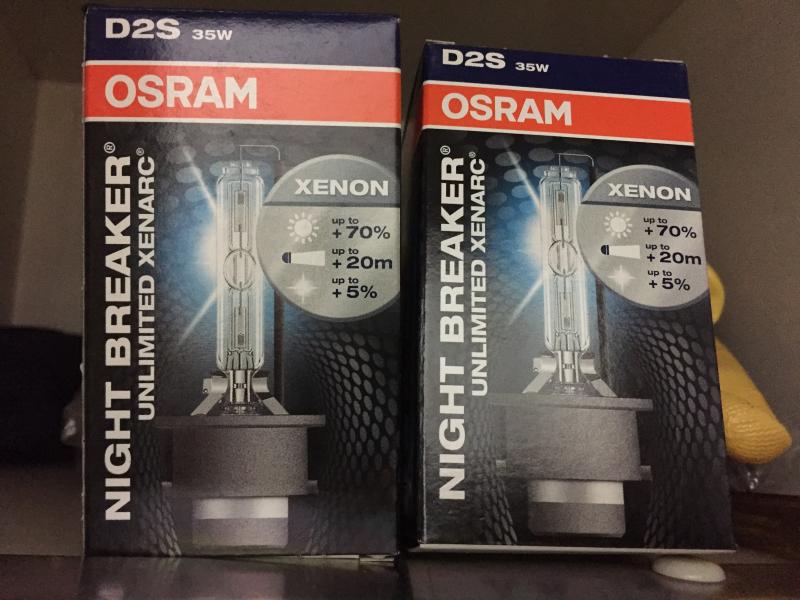 D2S 35W
OSRAM
NIGHT BREAKER®
UNLIMITED XENARC®
XENON
up to
+70%
up to
+20m
up to
+5%
D2S 35W
OSRAM
NIGHT BREAKER®
UNLIMITED XENARC®
XENON
up to
+70%
up to
+20m
up to
+5%